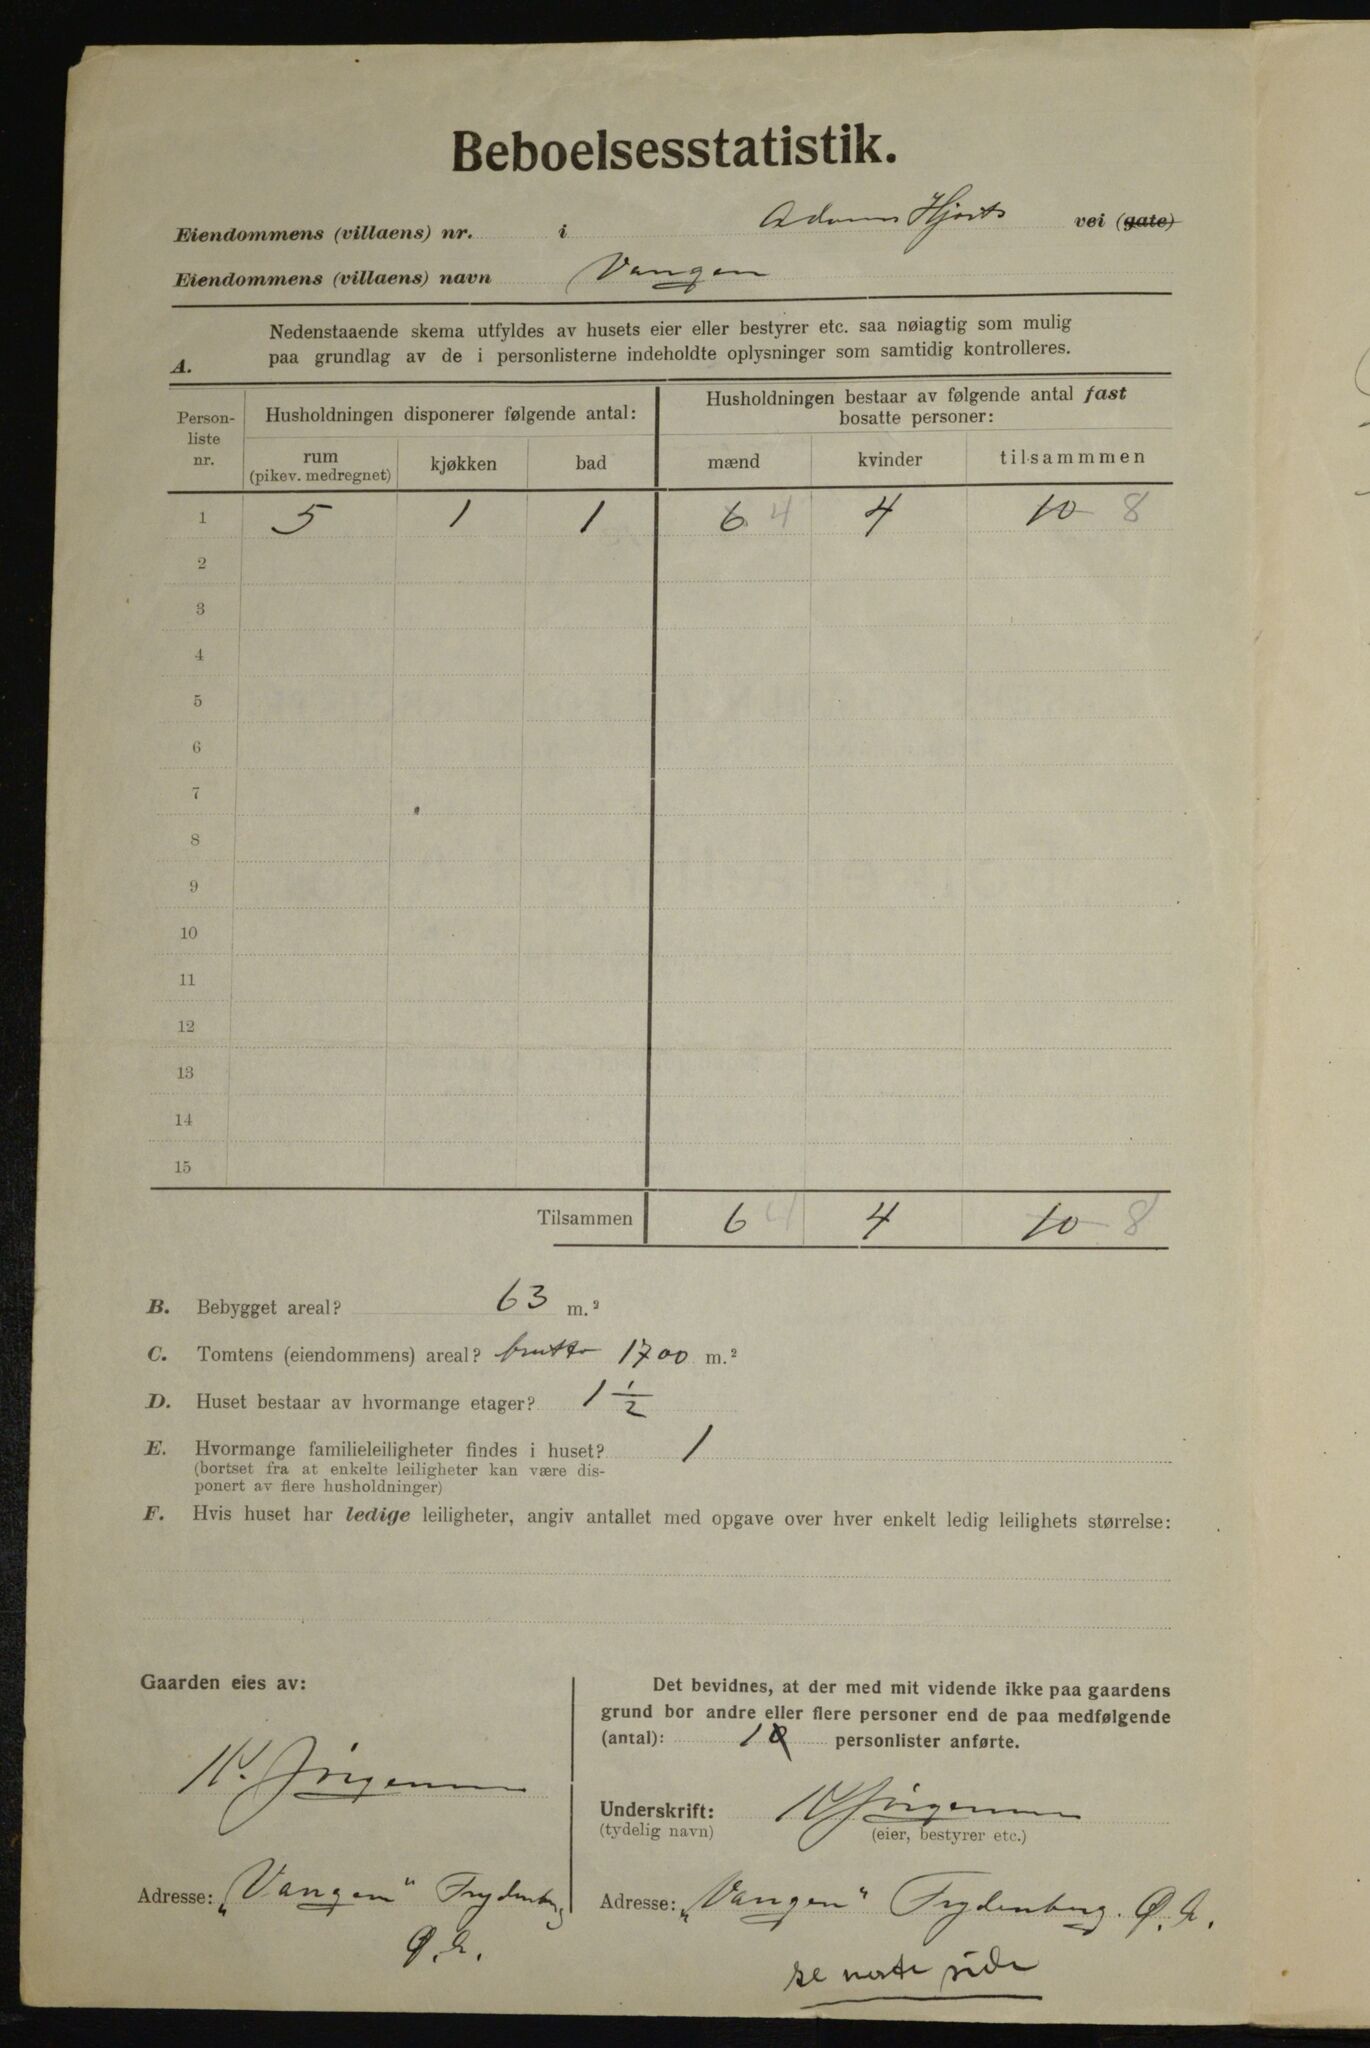 Beboelsesstatistik.
Eiendommens (villaens) nr. i Adams Hjorts vei (gate)
Eiendommens (villaens) navn Vangen
Nedenstaaende skema utfyldes av husets eier eller bestyrer etc. saa nøiagtig som mulig
A. paa grundlag av de i personlisterne indeholdte oplysninger som samtidig kontrolleres.
Person-
liste
nr.
Husholdningen disponerer følgende antal:
Husholdningen bestaar av følgende antal fast
bosatte personer:
rum
(pikev. medregnet)
kjøkken
bad
mænd
kvinder
tilsammmen
1 5 1 1 6 4 4 10 8
2
3
4
5
6
7
8
9
10
11
12
13
14
15
Tilsammen 6 4 4 10 8
B. Bebygget areal? 63 m.²
C. Tomtens (eiendommens) areal? brutto 1700 m.²
D. Huset bestaar av hvormange etager? 1 1/2
E. Hvormange familieleiligheter findes i huset? 1
(bortset fra at enkelte leiligheter kan være dis-
ponert av flere husholdninger)
F. Hvis huset har ledige leiligheter, angiv antallet med opgave over hver enkelt ledig leilighets størrelse:
Gaarden eies av:
K. Jörgensen
Adresse: „Vangen" Frydenberg
Ø. A.
Det bevidnes, at der med mit vidende ikke paa gaardens
grund bor andre eller flere personer end de paa medfølgende
(antal): 10 personlister anførte.
Underskrift: K Jörgensen
(tydelig navn) (eier, bestyrer etc.)
Adresse: „Vangen" Frydenberg. Ø. A.
se neste side